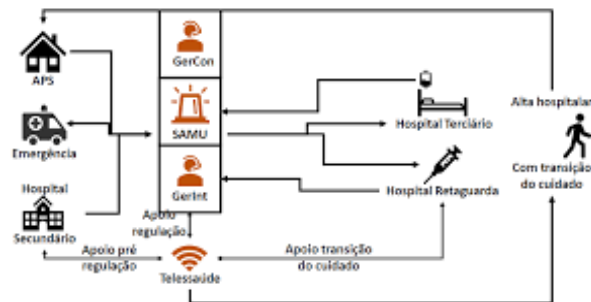 GerCon
APS
SAMU
Emergência
Hospital Terciário
Alta hospitalar
Com transição
do cuidado
Hospital
Secundário
GerInt
Hospital Retaguarda
Apoio
regulação
Apoio pré
regulação
Telessaúde
Apoio transição
do cuidado